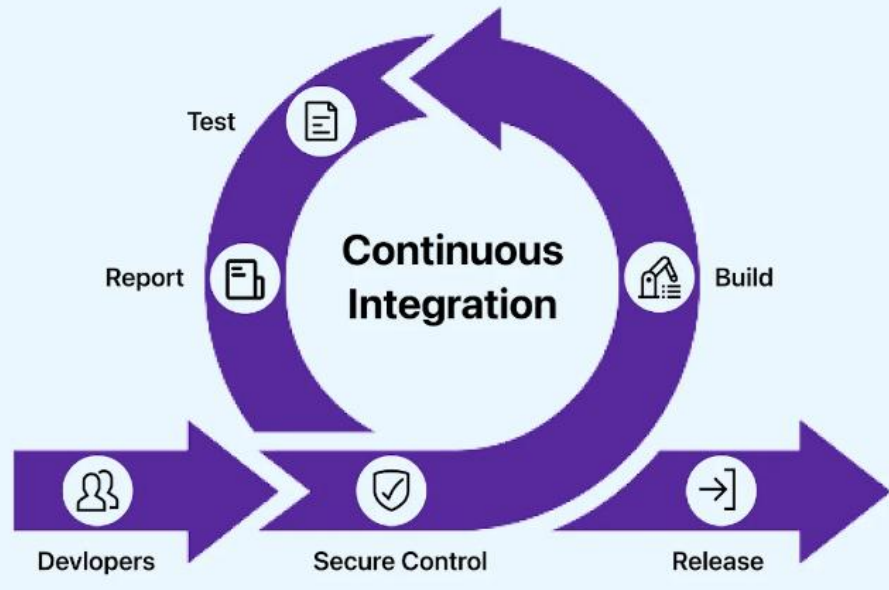 Test
Report
Continuous
Integration
Build
Devlopers
Secure Control
Release